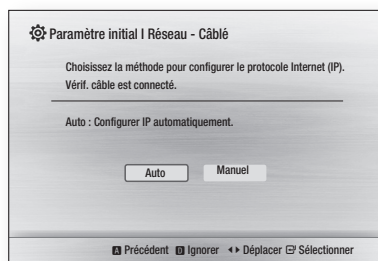 Paramètre initial I Réseau - Câblé
Choisissez la méthode pour configurer le protocole Internet (IP).
Vérif. câble est connecté.
Auto : Configurer IP automatiquement.
Auto Manuel
A Précédent D Ignorer Déplacer Sélectionner